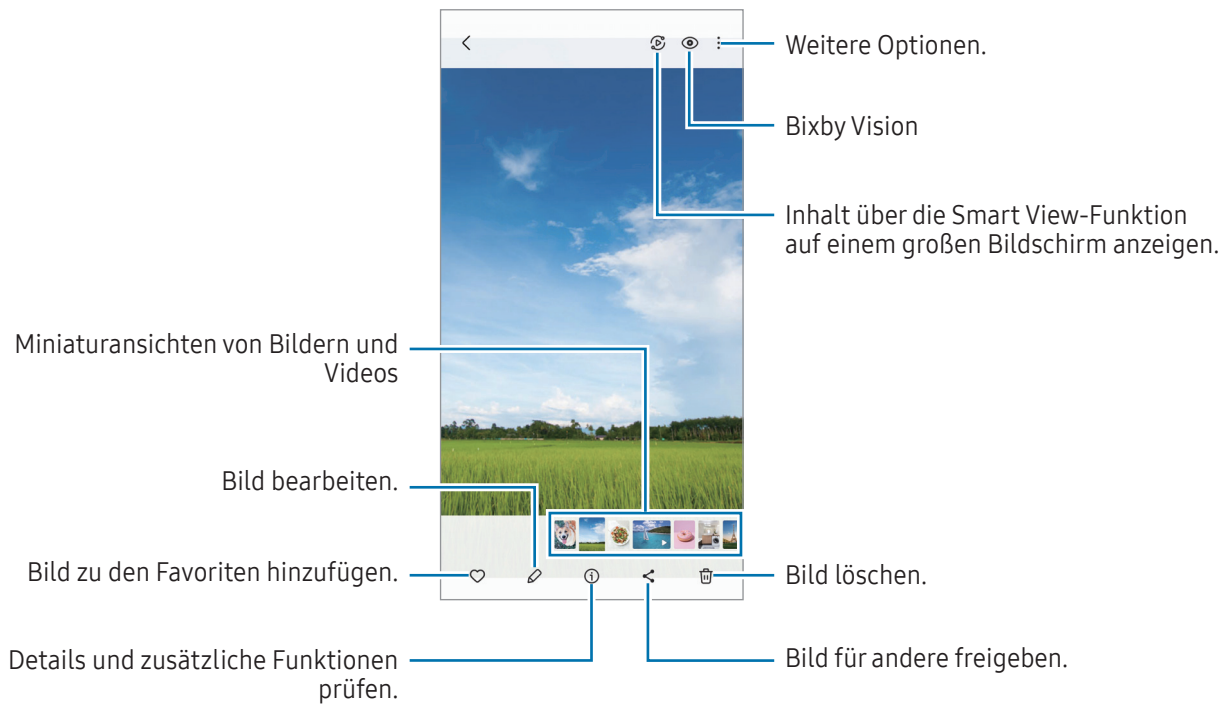 Weitere Optionen.
Bixby Vision
Inhalt über die Smart View-Funktion
auf einem großen Bildschirm anzeigen.
Miniaturansichten von Bildern und
Videos
Bild bearbeiten.
Bild zu den Favoriten hinzufügen.
Bild löschen.
Details und zusätzliche Funktionen
prüfen.
Bild für andere freigeben.